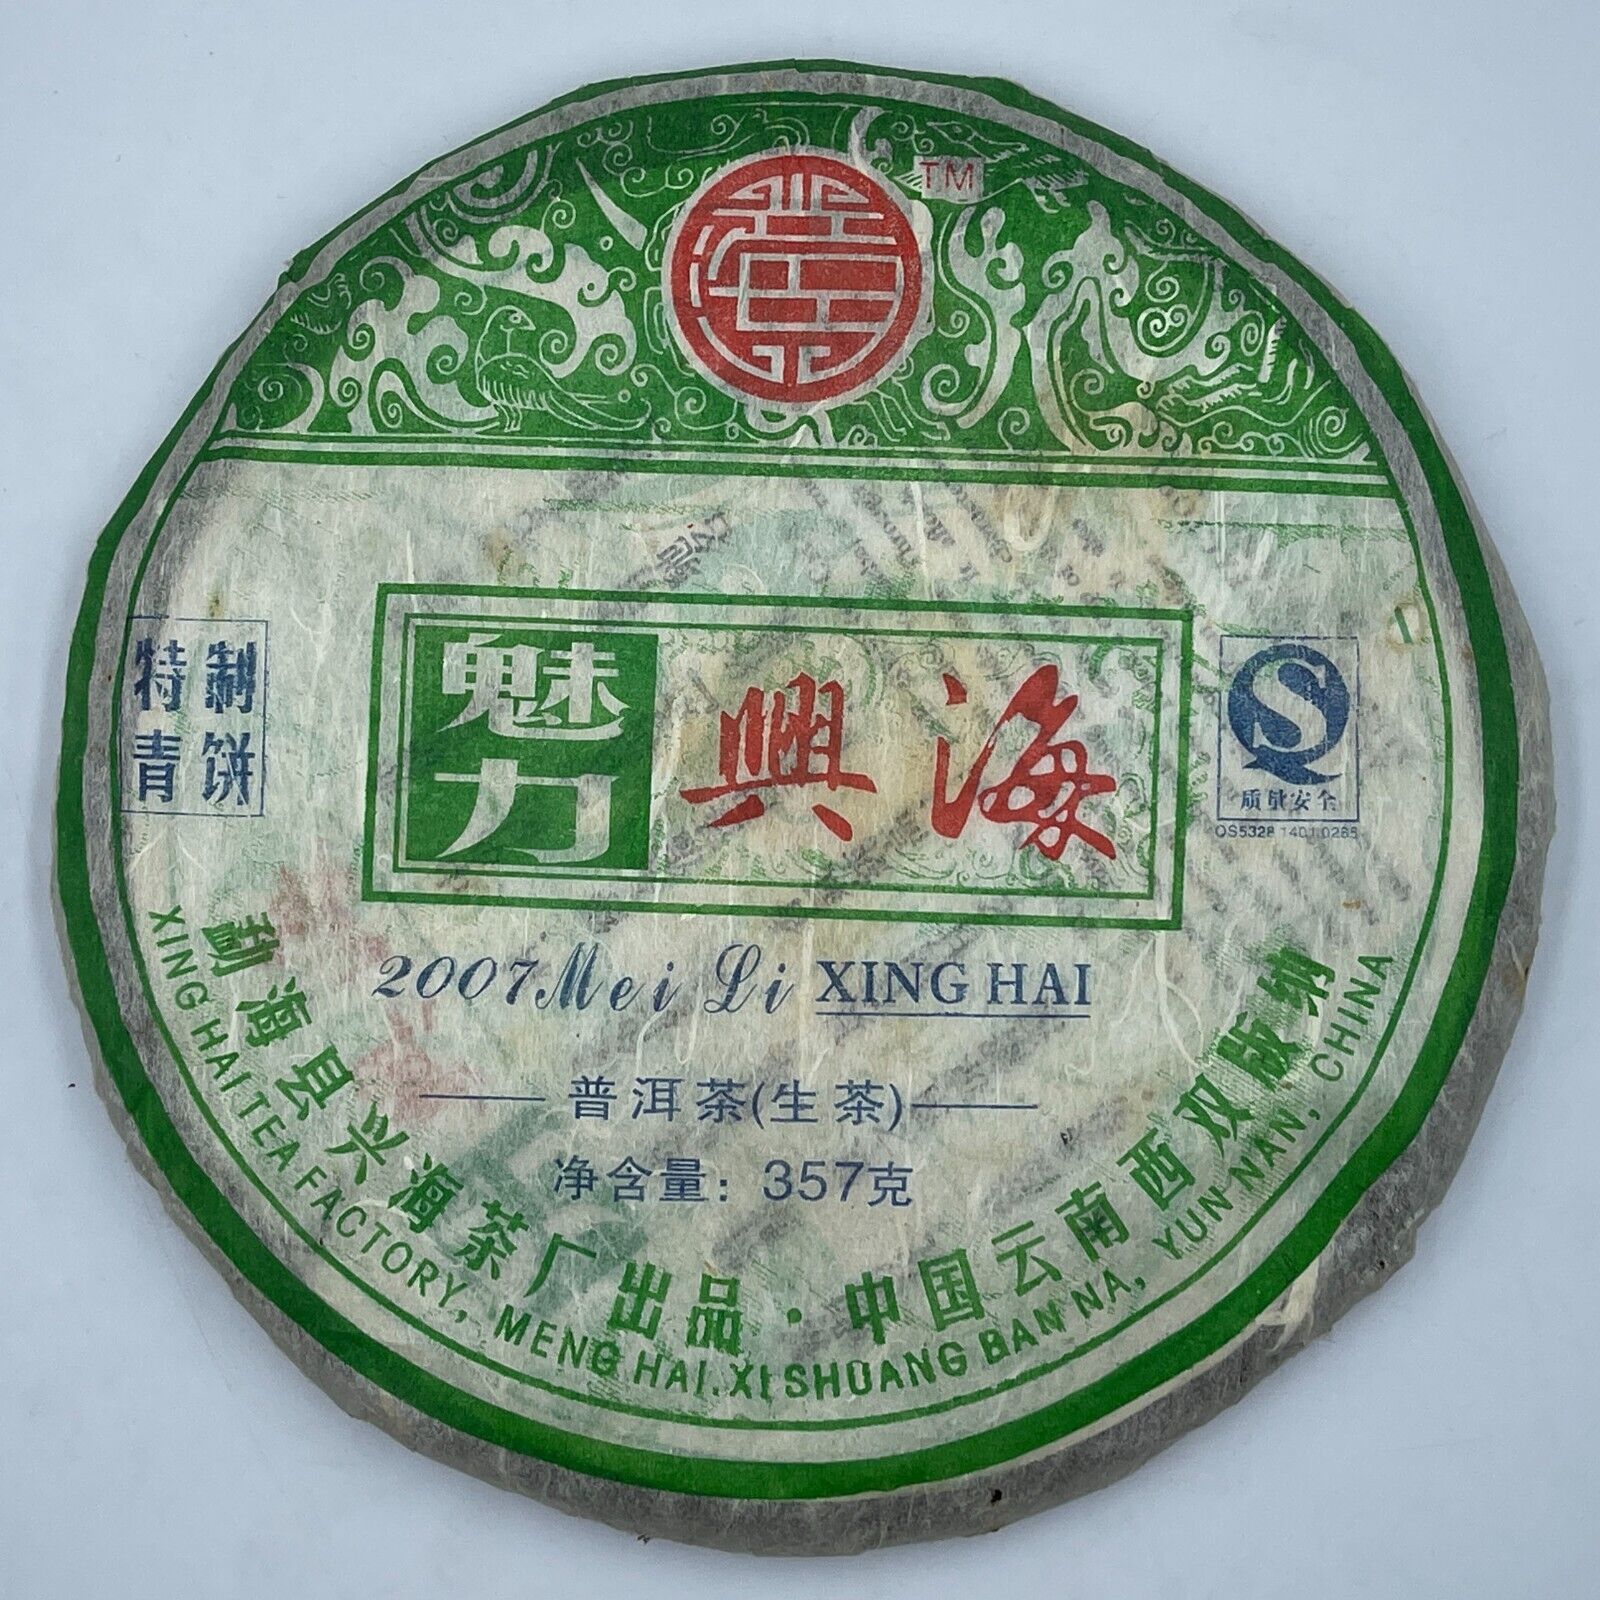 TM
特制
青饼
魅力
興海
质量安全
QS5328 1401 0265
2007 Mei Li XING HAI
普洱茶(生茶)
净含量：357克
勐海县兴海茶厂出品·中国云南西双版纳
XING HAI TEA FACTORY, MENG HAI. XI SHUANG BAN NA, YUN NAN, CHINA